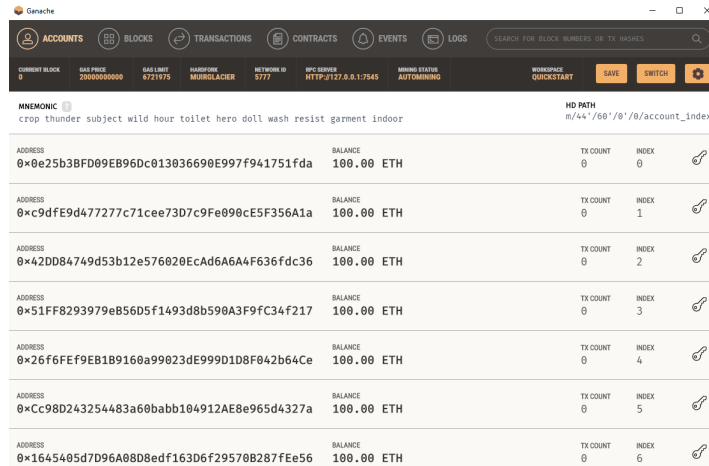 Ganache
ACCOUNTS BLOCKS TRANSACTIONS CONTRACTS EVENTS LOGS SEARCH FOR BLOCK NUMBERS OR TX HASHES
CURRENT BLOCK GAS PRICE GAS LIMIT HARDFORK NETWORK ID RPC SERVER MINING STATUS WORKSPACE
0 20000000000 6721975 MUIRGLACIER 5777 HTTP://127.0.0.1:7545 AUTOMINING QUICKSTART SAVE SWITCH
MNEMONIC ? HD PATH
crop thunder subject wild hour toilet hero doll wash resist garment indoor m/44'/60'/0'/0/account_index
ADDRESS BALANCE TX COUNT INDEX
0×0e25b3BFD09EB96Dc013036690E997f941751fda 100.00 ETH 0 0
ADDRESS BALANCE TX COUNT INDEX
0×c9dfE9d477277c71cee73D7c9Fe090cE5F356A1a 100.00 ETH 0 1
ADDRESS BALANCE TX COUNT INDEX
0×42DD84749d53b12e576020EcAd6A6A4F636fdc36 100.00 ETH 0 2
ADDRESS BALANCE TX COUNT INDEX
0×51FF8293979eB56D5f1493d8b590A3F9fC34f217 100.00 ETH 0 3
ADDRESS BALANCE TX COUNT INDEX
0×26f6FEf9EB1B9160a99023dE999D1D8F042b64Ce 100.00 ETH 0 4
ADDRESS BALANCE TX COUNT INDEX
0×Cc98D243254483a60babb104912AE8e965d4327a 100.00 ETH 0 5
ADDRESS BALANCE TX COUNT INDEX
0×1645405d7D96A08D8edf163D6f29570B287fEe56 100.00 ETH 0 6